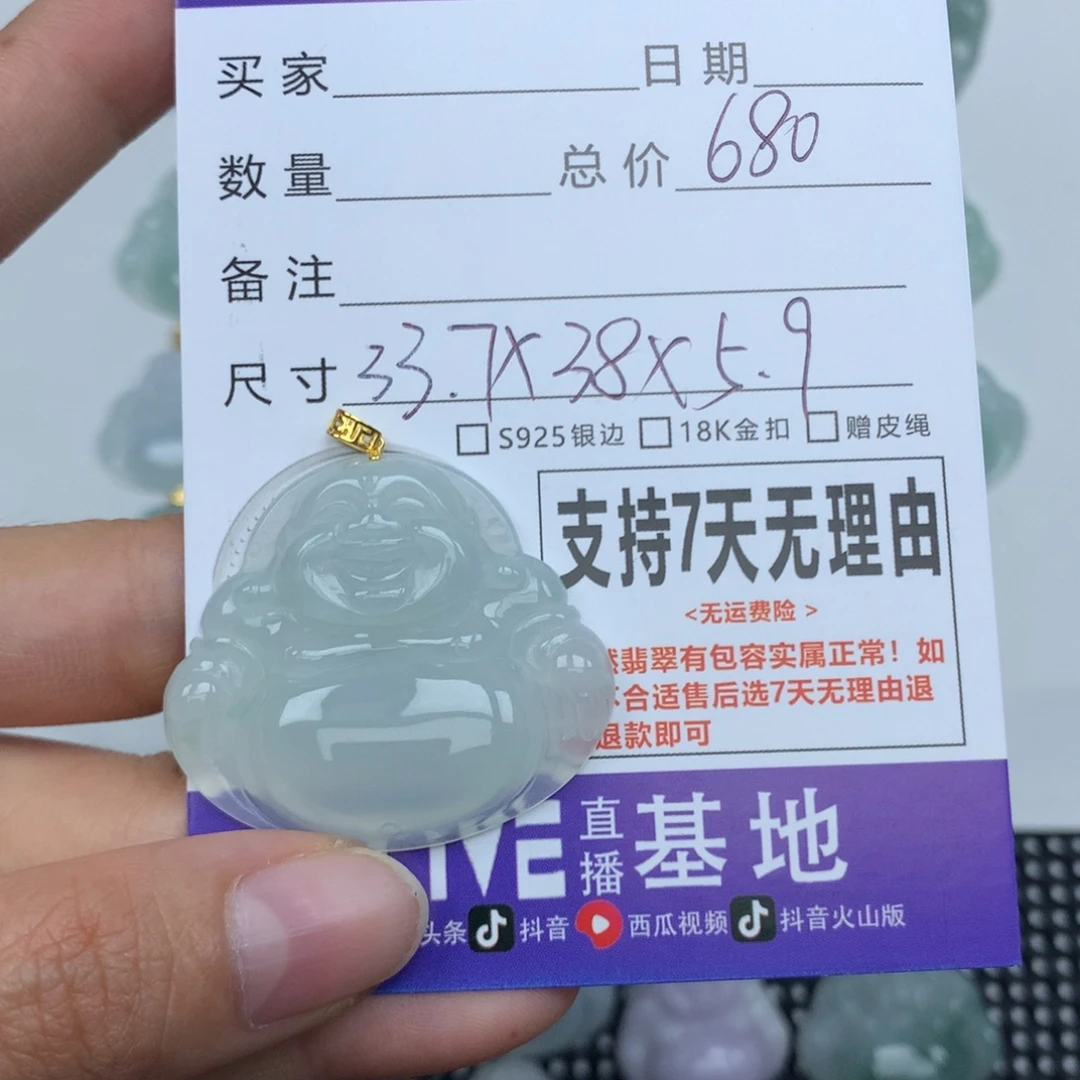 买家 日期
数量 总价 680
备注
尺寸 33.7X38X5.9
□S925银边 □18K金扣 □赠皮绳
支持7天无理由
<无运费险>
翡翠有包容实属正常！如
合适售后选7天无理由退
退款即可
IVE 直播 基地
头条 抖音 西瓜视频 抖音火山版